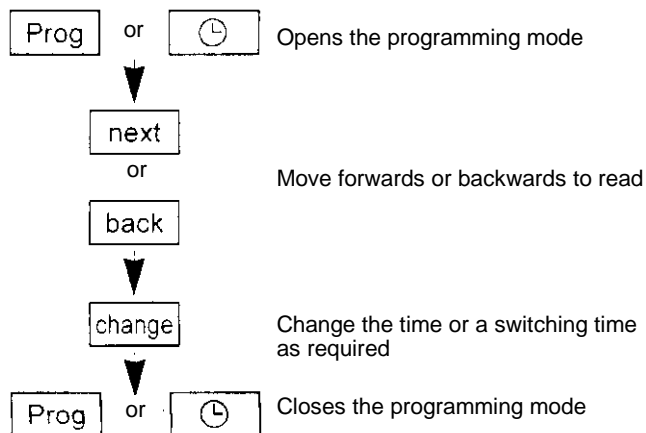 Prog or Opens the programming mode
next
or
Move forwards or backwards to read
back
change Change the time or a switching time
as required
Prog or Closes the programming mode